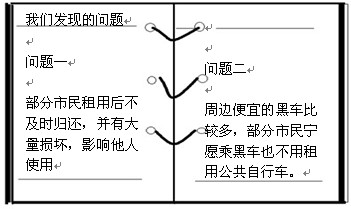 我们发现的问题
问题一
部分市民租用后不
及时归还，并有大
量损坏，影响他人
使用
问题二
周边便宜的黑车比
较多，部分市民宁
愿乘黑车也不用租
用公共自行车。